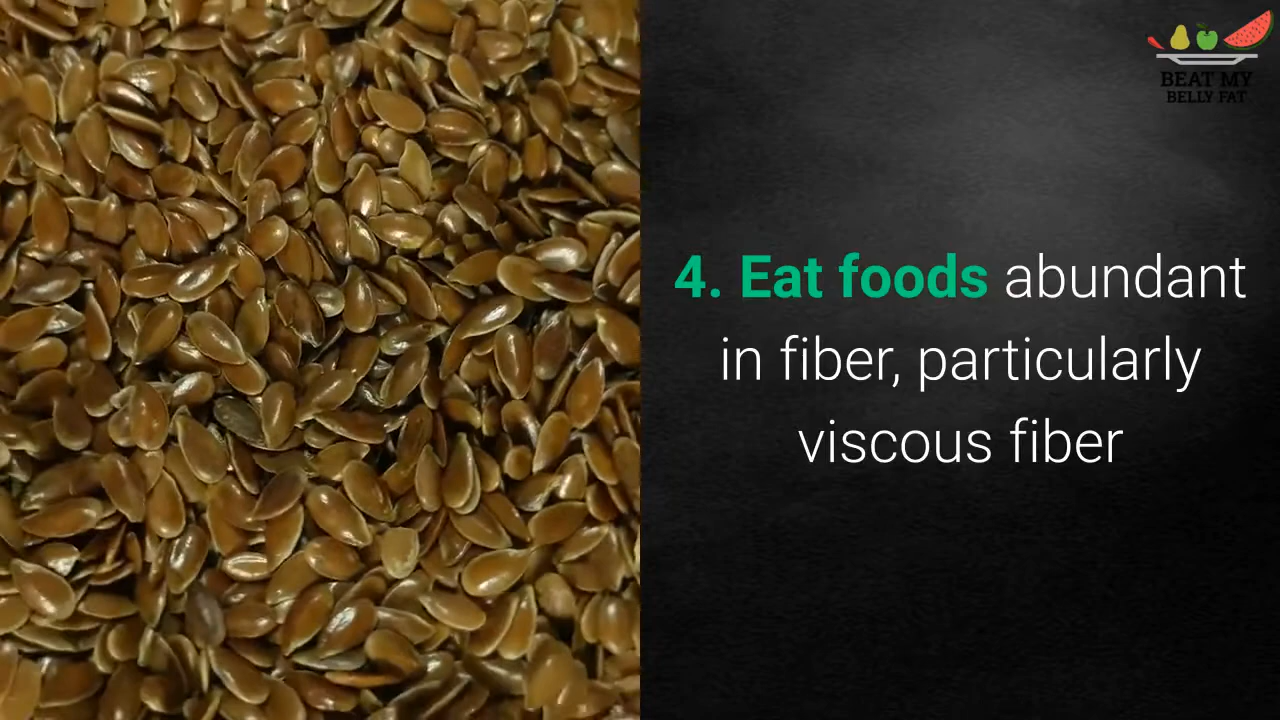 BEAT MY
BELLY FAT
4. Eat foods abundant
in fiber, particularly
viscous fiber